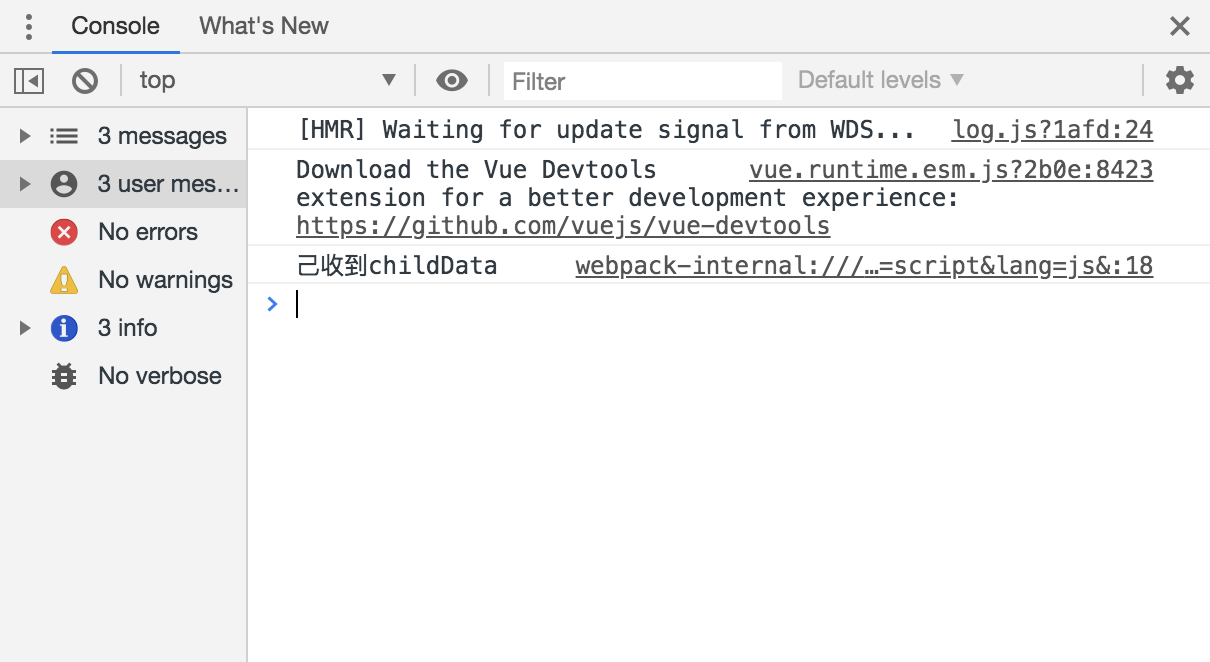 Console What's New
top Filter Default levels
3 messages
3 user mes...
No errors
No warnings
3 info
No verbose
[HMR] Waiting for update signal from WDS... log.js?1afd:24
Download the Vue Devtools vue.runtime.esm.js?2b0e:8423
extension for a better development experience:
https://github.com/vuejs/vue-devtools
己收到childData webpack-internal:///…=script&lang=js&:18